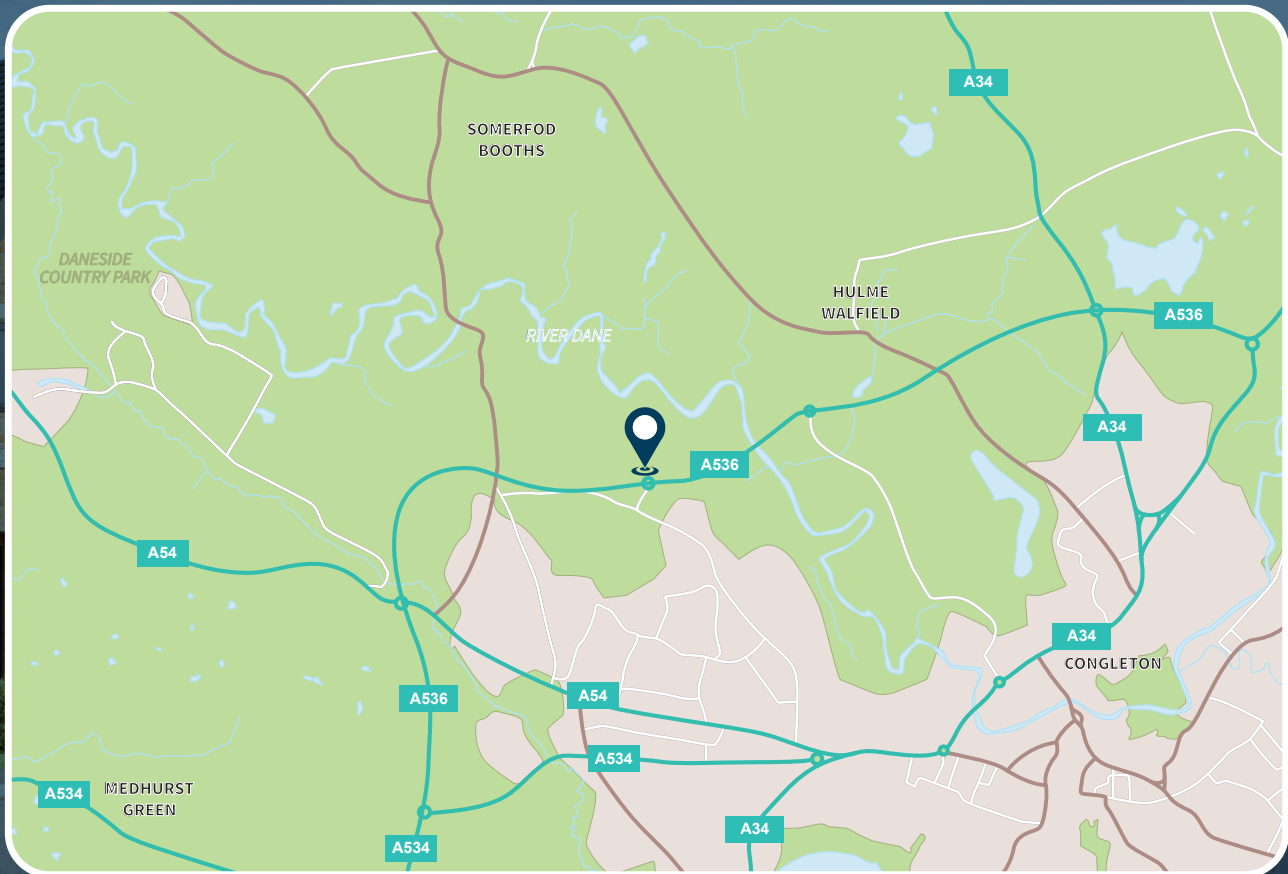 A34
SOMERFOD
BOOTHS
DANESIDE
COUNTRY PARK
HULME
WALFIELD
A536
RIVER DANE
A34
A536
A54
A34
CONGLETON
A536
A54
A534
MEDHURST
GREEN
A534
A34
A534